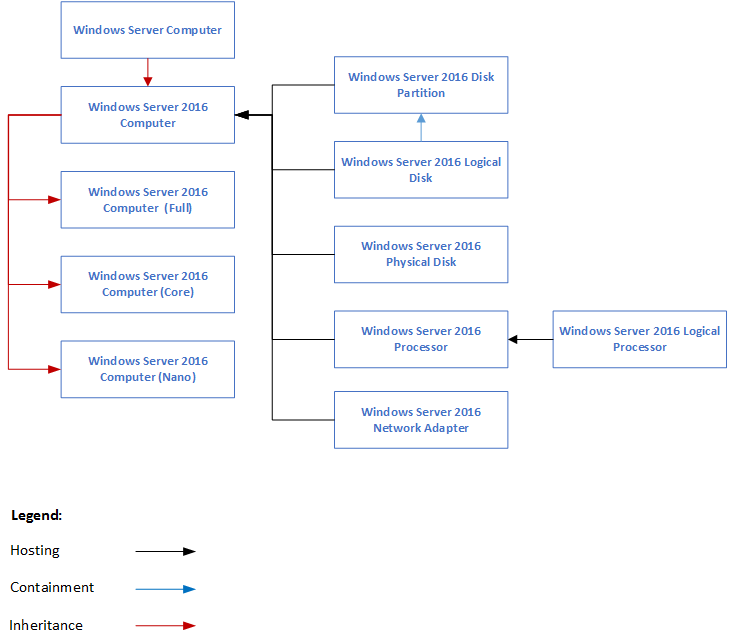 Windows Server Computer
Windows Server 2016
Computer
Windows Server 2016
Computer (Full)
Windows Server 2016
Computer (Core)
Windows Server 2016
Computer (Nano)
Windows Server 2016 Disk
Partition
Windows Server 2016 Logical
Disk
Windows Server 2016
Physical Disk
Windows Server 2016
Processor
Windows Server 2016 Logical
Processor
Windows Server 2016
Network Adapter
Legend:
Hosting
Containment
Inheritance